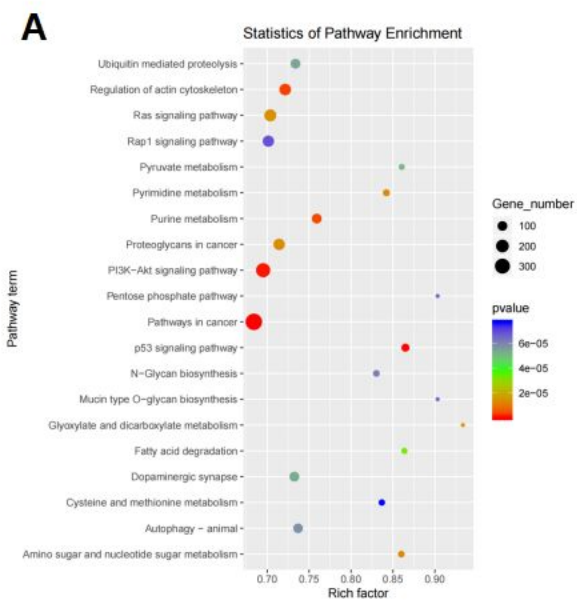 A
Statistics of Pathway Enrichment
Ubiquitin mediated proteolysis
Regulation of actin cytoskeleton
Ras signaling pathway
Rap1 signaling pathway
Pyruvate metabolism
Pyrimidine metabolism
Purine metabolism
Proteoglycans in cancer
PI3K−Akt signaling pathway
Pentose phosphate pathway
Pathways in cancer
p53 signaling pathway
N−Glycan biosynthesis
Mucin type O−glycan biosynthesis
Glyoxylate and dicarboxylate metabolism
Fatty acid degradation
Dopaminergic synapse
Cysteine and methionine metabolism
Autophagy − animal
Amino sugar and nucleotide sugar metabolism
Pathway term
0.70 0.75 0.80 0.85 0.90
Rich factor
Gene_number
100
200
300
pvalue
6e−05
4e−05
2e−05